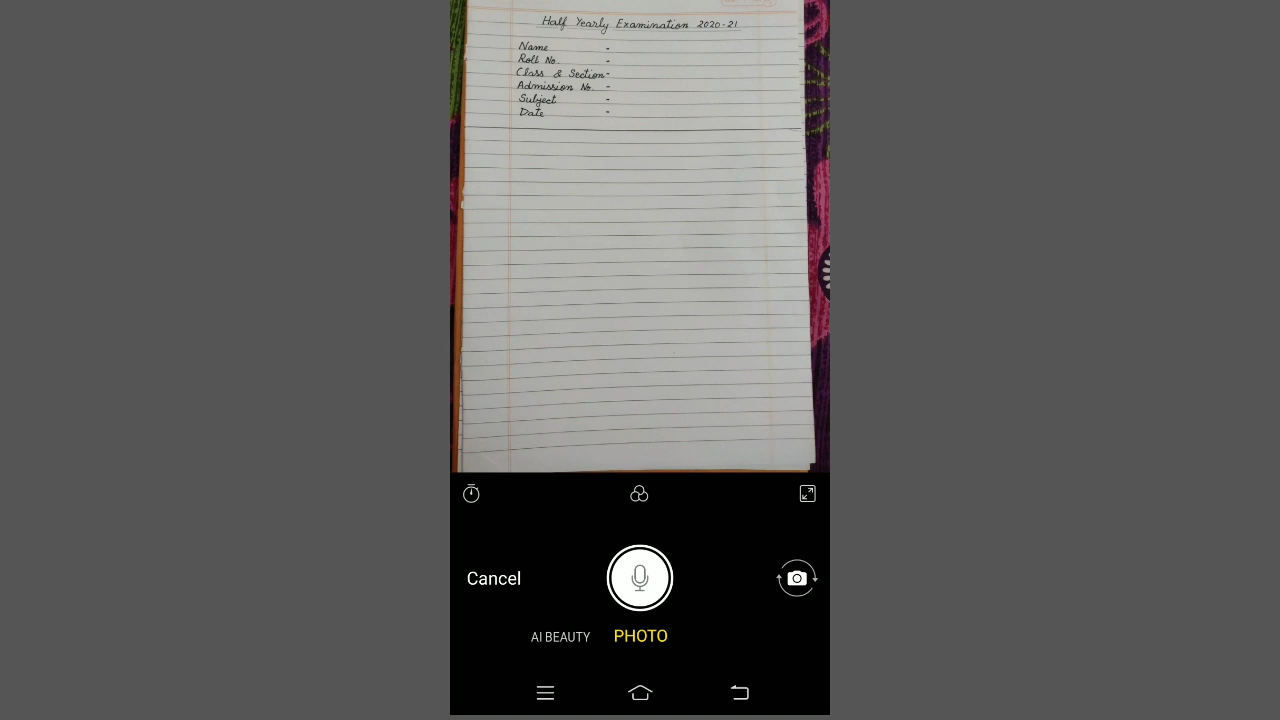 Half Yearly Examination 2020-21
Name -
Roll No. -
Class & Section-
Admission No. -
Subject -
Date -
Cancel
AI BEAUTY PHOTO